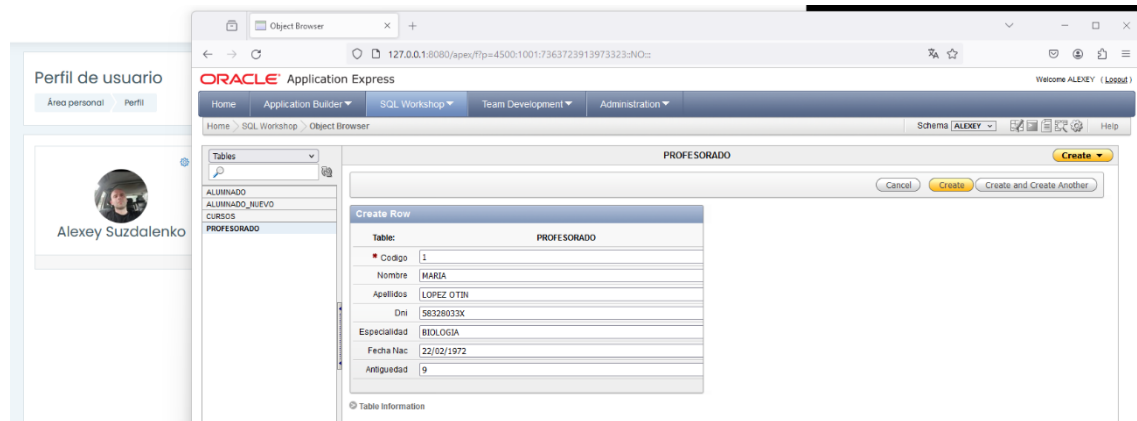 Perfil de usuario
Área personal Perfil
Alexey Suzdalenko
Object Browser
127.0.0.1:8080/apex/f?p=4500:1001:7363723913973323::NO:::
ORACLE Application Express
Welcome ALEXEY ( Logout )
Home Application Builder SQL Workshop Team Development Administration
Home SQL Workshop Object Browser
Schema ALEXEY Help
Tables
ALUMNADO
ALUMNADO_NUEVO
CURSOS
PROFESORADO
PROFESORADO
Create
Cancel Create Create and Create Another
Create Row
Table: PROFESORADO
* Codigo 1
Nombre MARIA
Apellidos LOPEZ OTIN
Dni 58328033X
Especialidad BIOLOGIA
Fecha Nac 22/02/1972
Antiguedad 9
Table Information